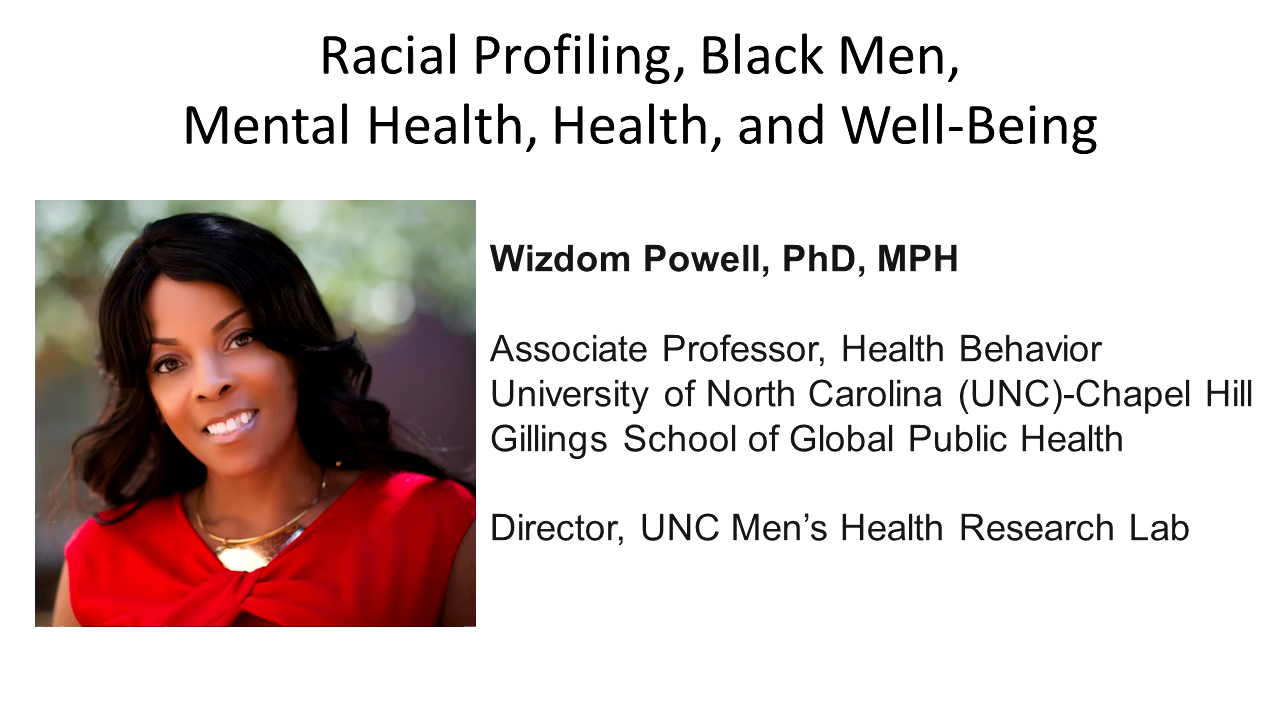 Racial Profiling, Black Men,
Mental Health, Health, and Well-Being
Wizdom Powell, PhD, MPH
Associate Professor, Health Behavior
University of North Carolina (UNC)-Chapel Hill
Gillings School of Global Public Health
Director, UNC Men’s Health Research Lab